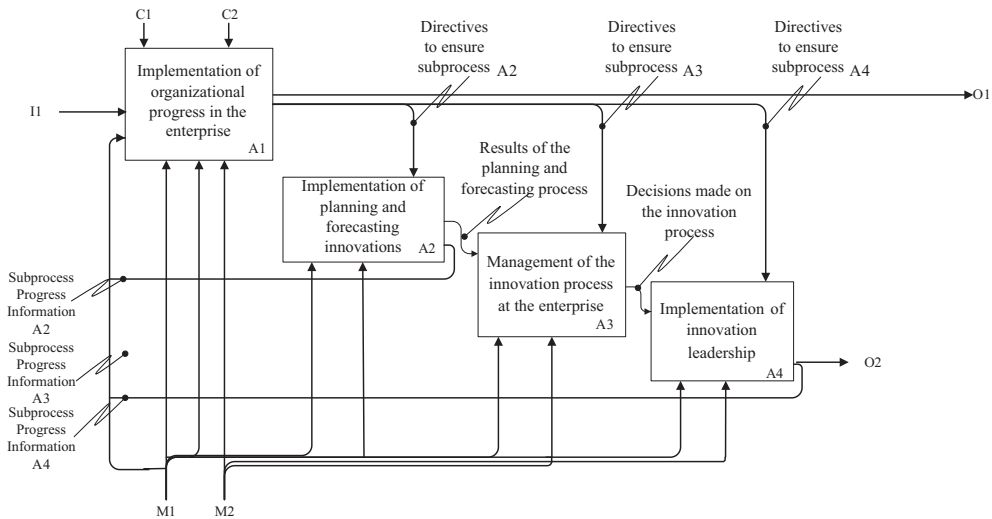 C1
C2
Implementation of
organizational
progress in the
enterprise
A1
I1
Directives
to ensure
subprocess A2
Directives
to ensure
subprocess A3
Directives
to ensure
subprocess A4
O1
Results of the
planning and
forecasting process
Implementation of
planning and
forecasting
innovations
A2
Decisions made on
the innovation
process
Management of the
innovation process
at the enterprise
A3
Implementation of
innovation
leadership
A4
O2
Subprocess
Progress
Information
A2
Subprocess
Progress
Information
A3
Subprocess
Progress
Information
A4
M1
M2